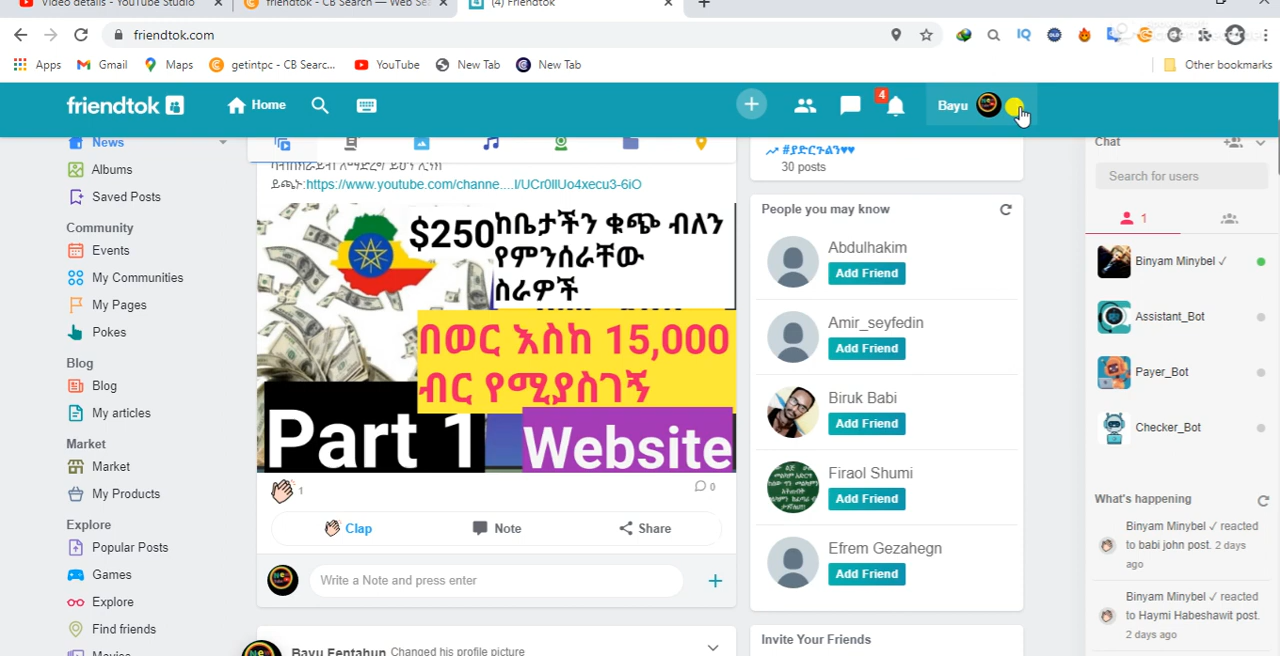 Video details - YouTube Studio
friendtok - CB Search — Web Se
(4) Friendtok
friendtok.com
Apps
Gmail
Maps
getintpc - CB Searc...
YouTube
New Tab
New Tab
Other bookmarks
friendtok
Home
4
Bayu
News
Albums
Saved Posts
Community
Events
My Communities
My Pages
Pokes
Blog
Blog
My articles
Market
Market
My Products
Explore
Popular Posts
Games
Explore
Find friends
Movies
ይጫኑ:https://www.youtube.com/channe....l/UCr0llUo4xecu3-6iO
$250
ከቤታችን ቁጭ ብለን
የምንሰራቸው
ስራዎች
በወር እስከ 15,000
ብር የሚያስገኝ
Part 1
Website
1
0
Clap
Note
Share
Write a Note and press enter
Bayu Fentahun Changed his profile picture
#ያድርጉልን♥♥
30 posts
People you may know
Abdulhakim
Add Friend
Amir_seyfedin
Add Friend
Biruk Babi
Add Friend
Firaol Shumi
Add Friend
Efrem Gezahegn
Add Friend
Invite Your Friends
Chat
Search for users
1
Binyam Minybel ✓
Assistant_Bot
Payer_Bot
Checker_Bot
What's happening
Binyam Minybel ✓ reacted
to babi john post. 2 days
ago
Binyam Minybel ✓ reacted
to Haymi Habeshawit post.
2 days ago